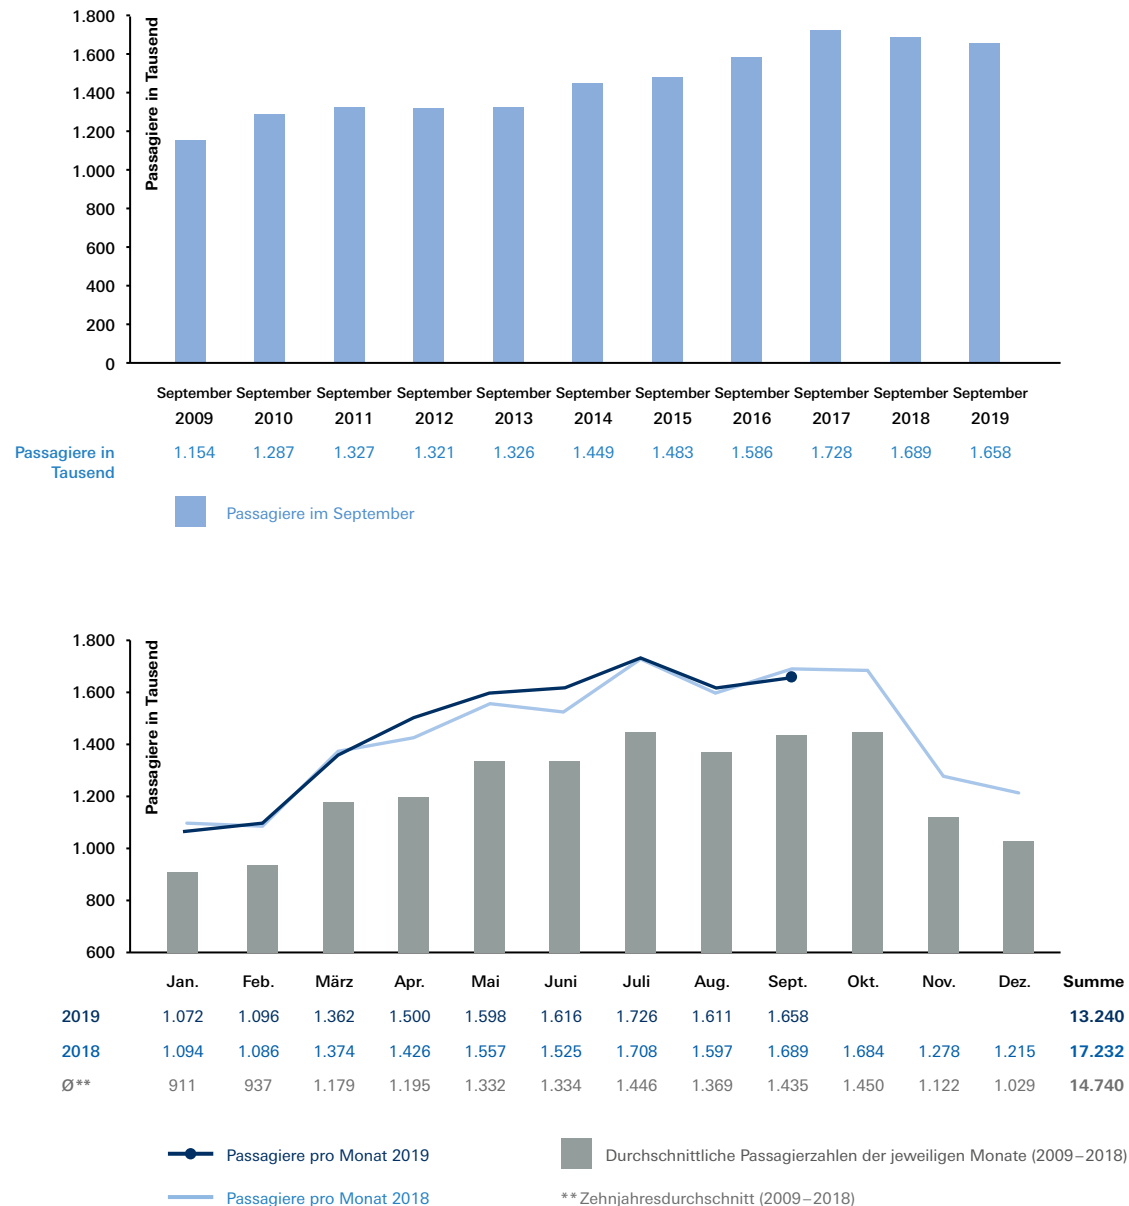 Passagiere in Tausend
1.800
1.600
1.400
1.200
1.000
800
600
400
200
0
September September September September September September September September September September September
2009 2010 2011 2012 2013 2014 2015 2016 2017 2018 2019
Passagiere in 1.154 1.287 1.327 1.321 1.326 1.449 1.483 1.586 1.728 1.689 1.658
Tausend
Passagiere im September
Passagiere in Tausend
1.800
1.600
1.400
1.200
1.000
800
600
Jan. Feb. März Apr. Mai Juni Juli Aug. Sept. Okt. Nov. Dez. Summe
2019 1.072 1.096 1.362 1.500 1.598 1.616 1.726 1.611 1.658 13.240
2018 1.094 1.086 1.374 1.426 1.557 1.525 1.708 1.597 1.689 1.684 1.278 1.215 17.232
Ø** 911 937 1.179 1.195 1.332 1.334 1.446 1.369 1.435 1.450 1.122 1.029 14.740
Passagiere pro Monat 2019
Durchschnittliche Passagierzahlen der jeweiligen Monate (2009–2018)
Passagiere pro Monat 2018
**Zehnjahresdurchschnitt (2009–2018)